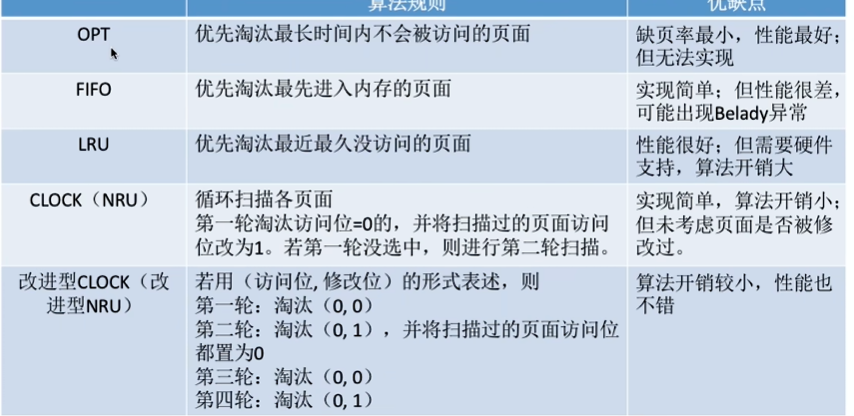 算法规则 优缺点
OPT 优先淘汰最长时间内不会被访问的页面 缺页率最小，性能最好；
但无法实现
FIFO 优先淘汰最先进入内存的页面 实现简单；但性能很差，
可能出现Belady异常
LRU 优先淘汰最近最久没访问的页面 性能很好；但需要硬件
支持，算法开销大
CLOCK（NRU） 循环扫描各页面
第一轮淘汰访问位=0的，并将扫描过的页面访问
位改为1。若第一轮没选中，则进行第二轮扫描。
实现简单，算法开销小；
但未考虑页面是否被修
改过。
改进型CLOCK（改
进型NRU）
若用（访问位, 修改位）的形式表述，则
第一轮：淘汰（0, 0）
第二轮：淘汰（0, 1），并将扫描过的页面访问位
都置为0
第三轮：淘汰（0, 0）
第四轮：淘汰（0, 1）
算法开销较小，性能也
不错